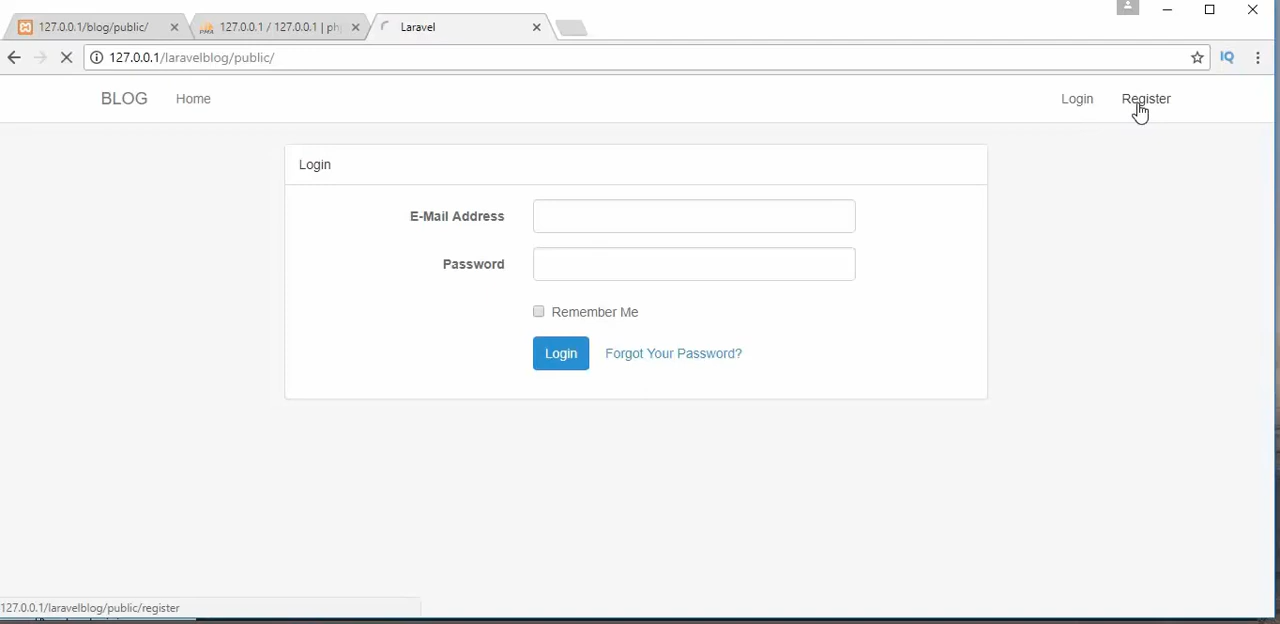 127.0.0.1/blog/public/
127.0.0.1 / 127.0.0.1 | ph
Laravel
127.0.0.1/laravelblog/public/
IQ
BLOG
Home
Login
Register
Login
E-Mail Address
Password
Remember Me
Login
Forgot Your Password?
127.0.0.1/laravelblog/public/register